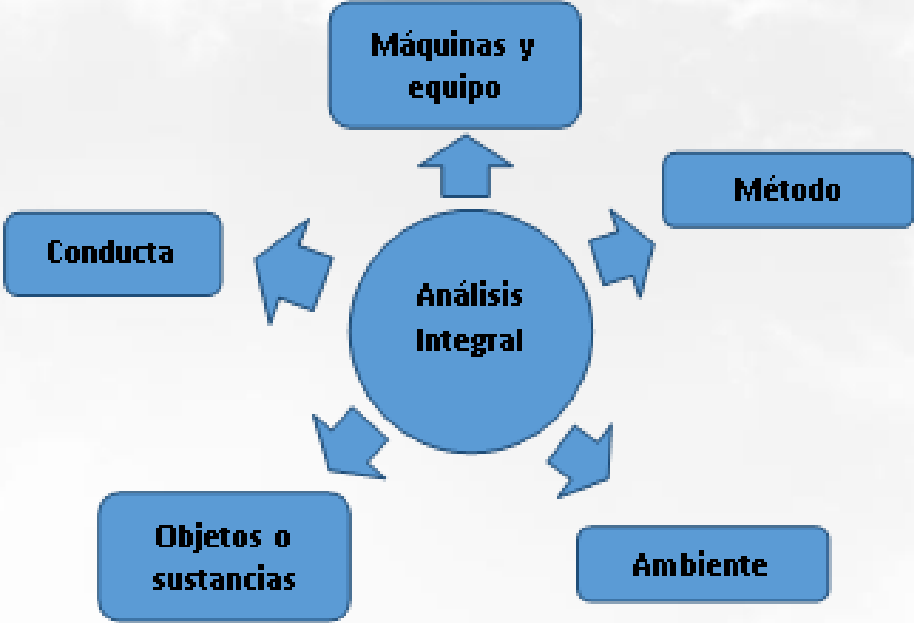 Máquinas y
equipo
Método
Conducta
Análisis
Integral
Objetos o
sustancias
Ambiente